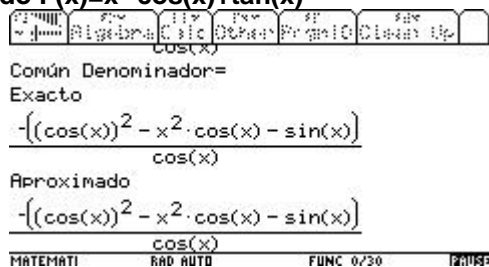 F(x)=x²-cos(x)+tan(x)
Algebra Calc Other PrgmIO Clean Up
cos(x)
Común Denominador=
Exacto
-((cos(x))² - x²·cos(x) - sin(x))
cos(x)
Aproximado
-((cos(x))² - x²·cos(x) - sin(x))
cos(x)
MATEMATI RAD AUTO FUNC 0/30 PAUSE